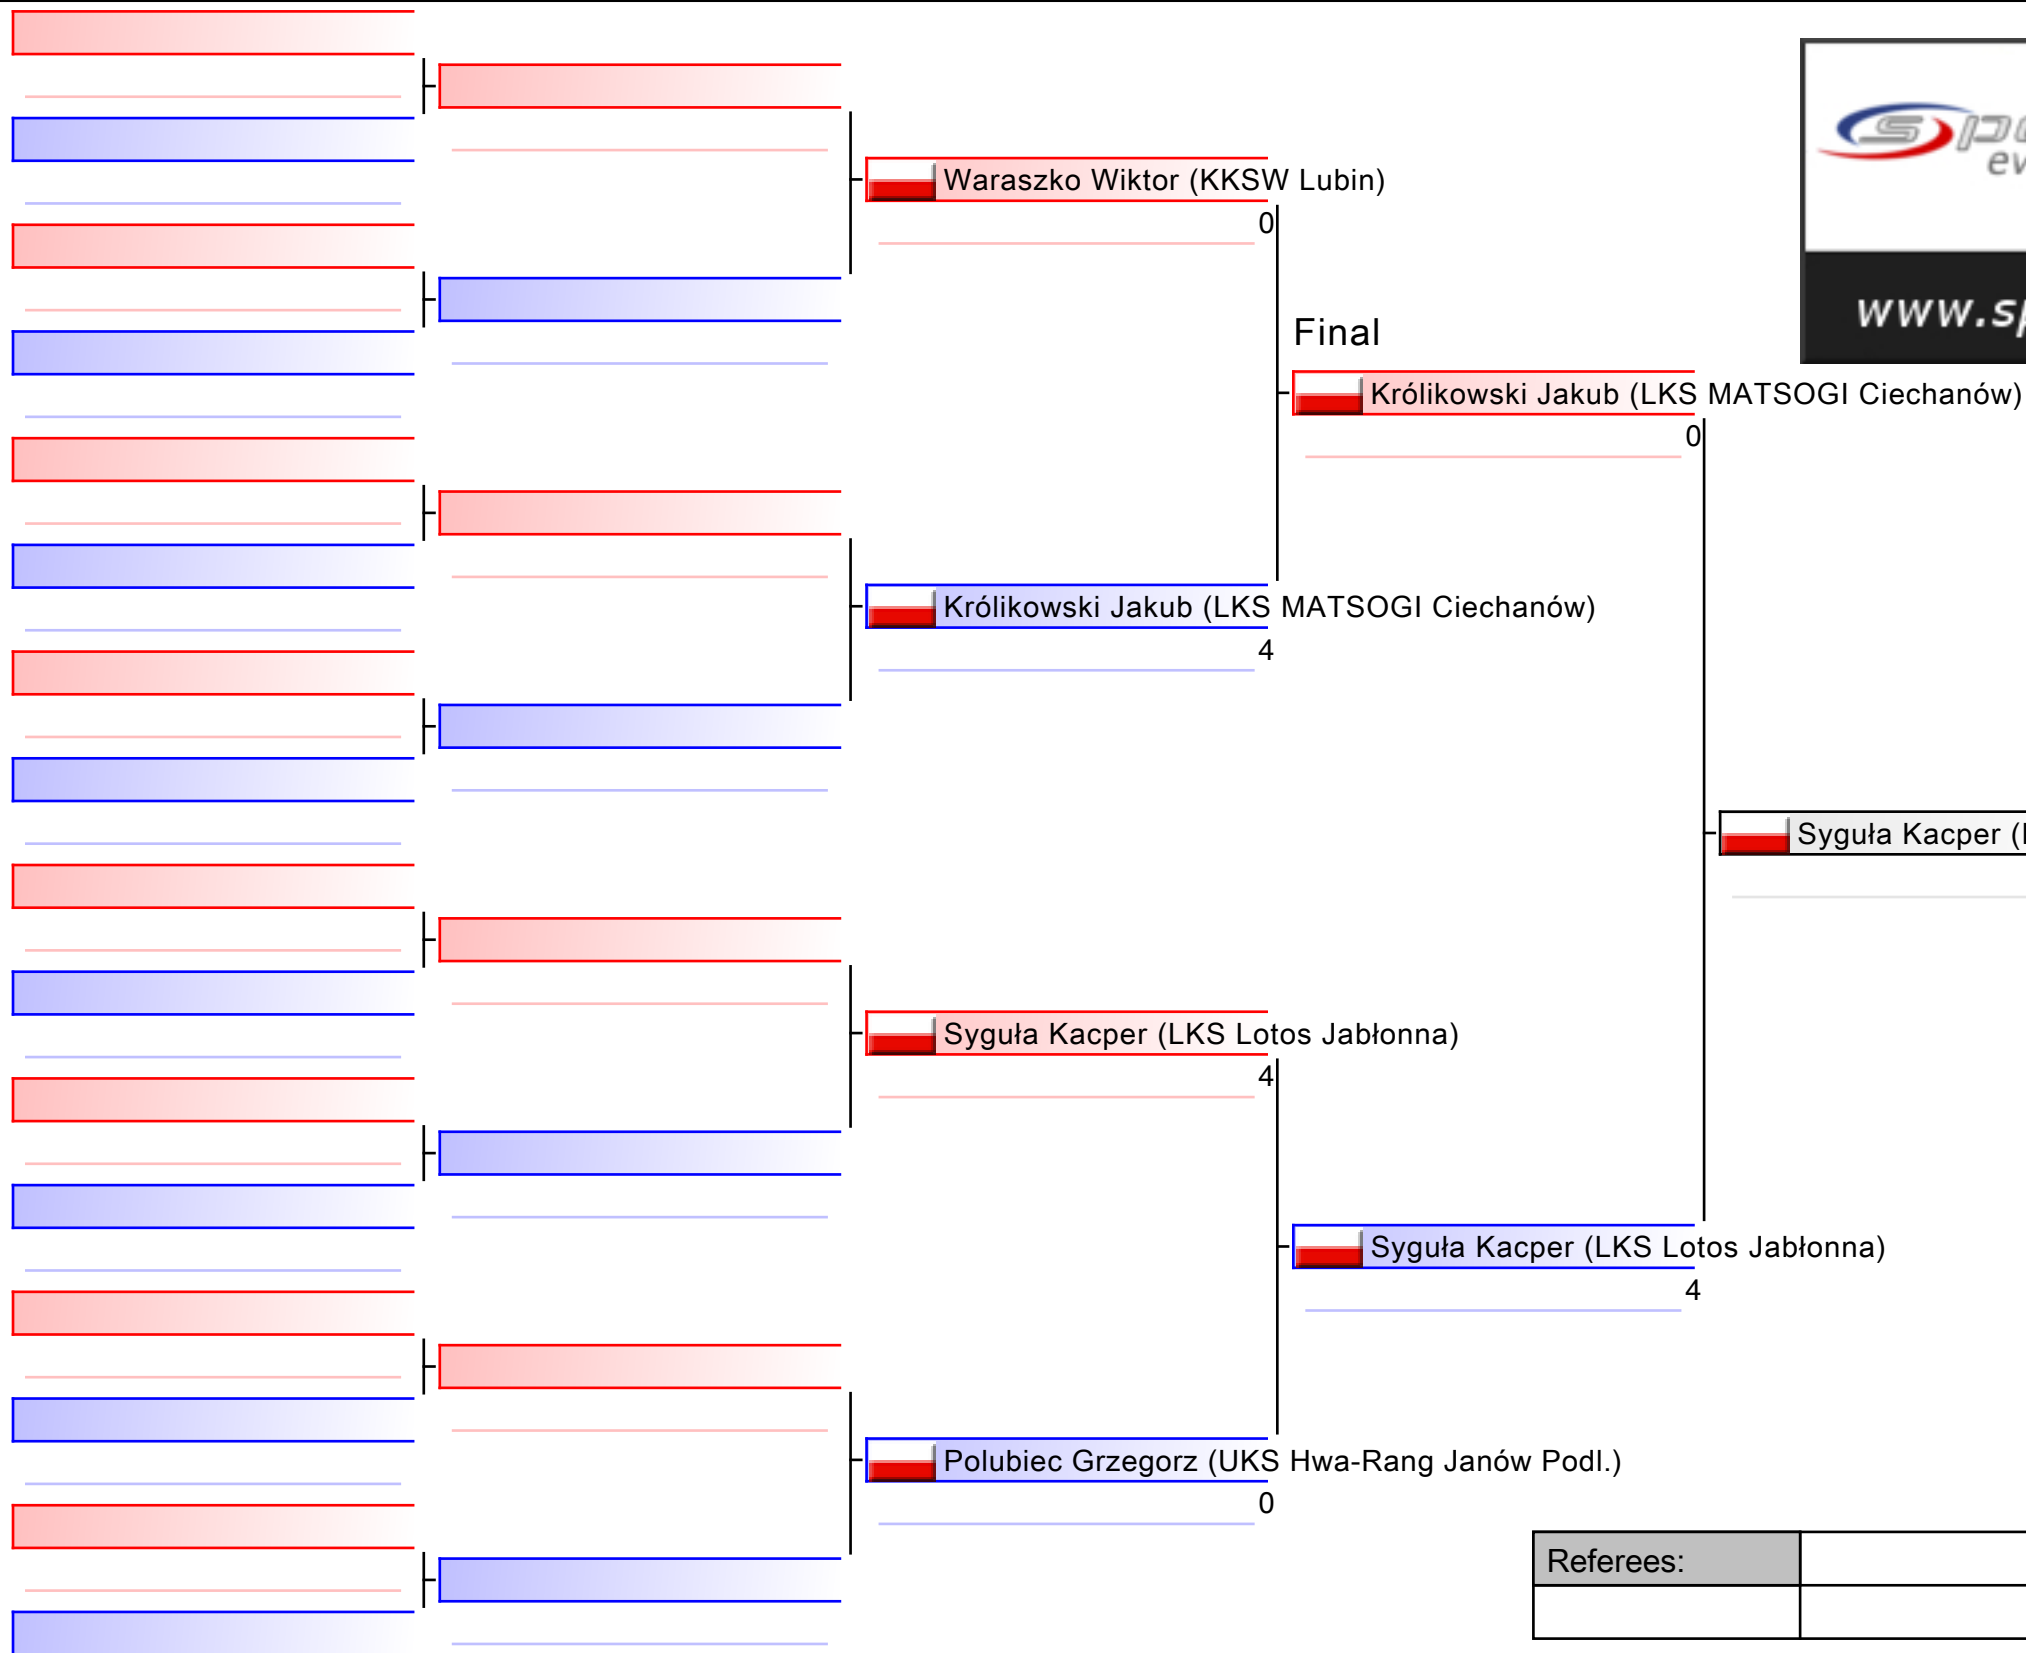 Waraszko Wiktor (KKSW Lubin)
0
Final
Królikowski Jakub (LKS MATSOGI Ciechanów)
0
Królikowski Jakub (LKS MATSOGI Ciechanów)
4
Syguła Kacper (
Syguła Kacper (LKS Lotos Jabłonna)
4
Syguła Kacper (LKS Lotos Jabłonna)
4
Polubiec Grzegorz (UKS Hwa-Rang Janów Podl.)
0
Referees:
www.sp